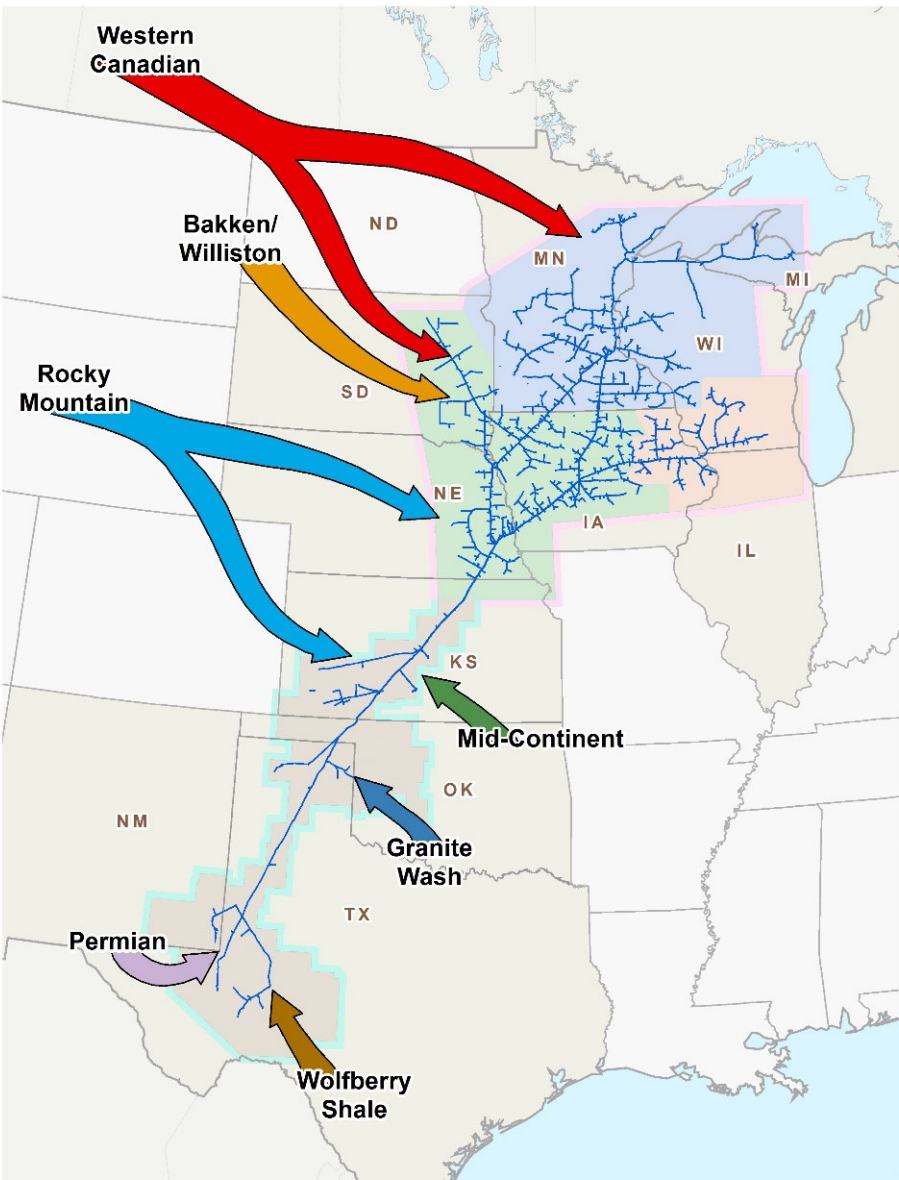 Western
Canadian
ND
Bakken/
Williston
MN
MI
WI
Rocky
Mountain
SD
NE
IA
IL
KS
Mid-Continent
OK
NM
Granite
Wash
TX
Permian
Wolfberry
Shale